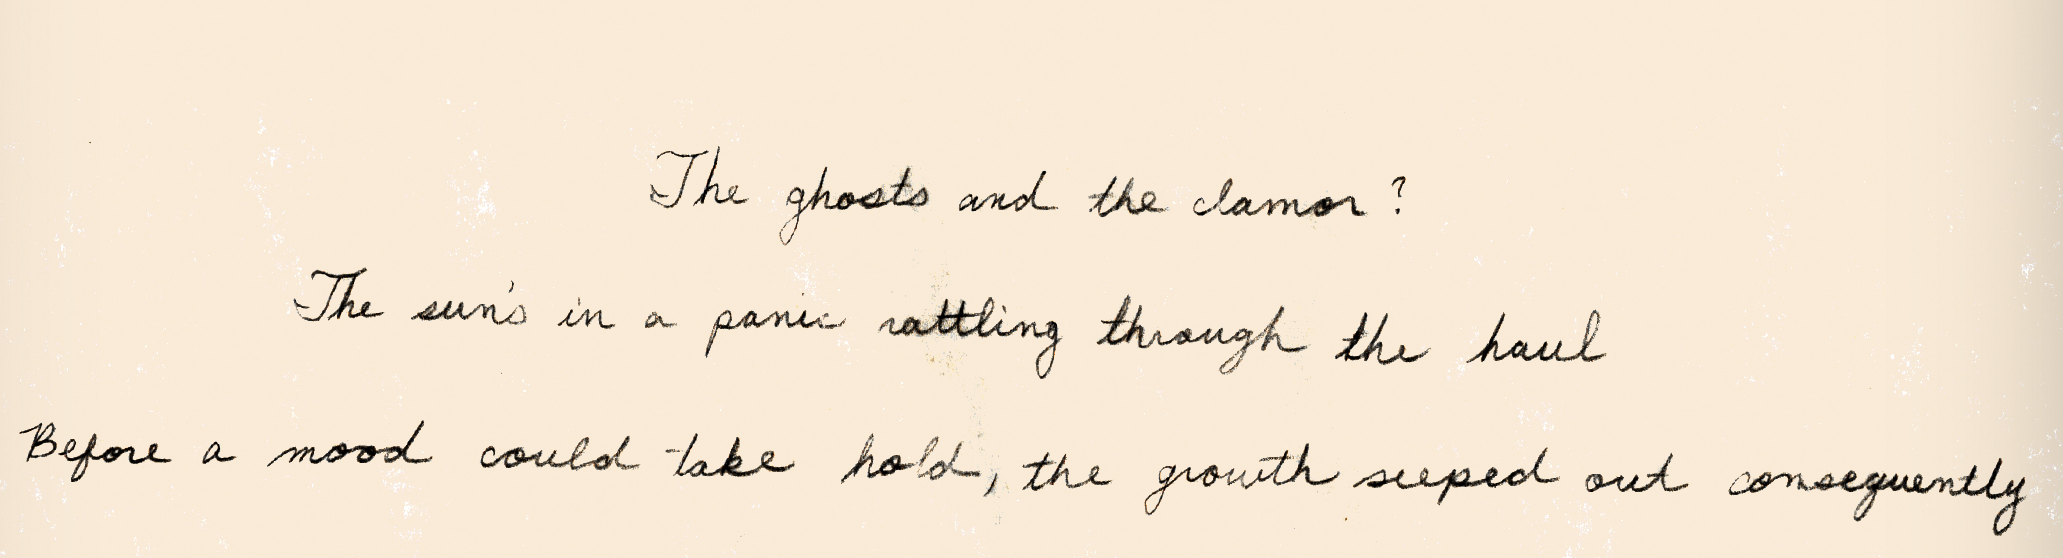 The ghosts and the clamor?
The sun's in a panic rattling through the haul
Before a mood could take hold, the growth seeped out consequently